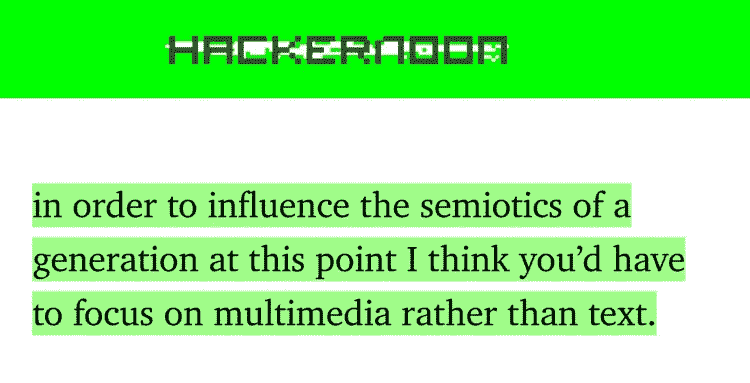 HACKERNOON
in order to influence the semiotics of a
generation at this point I think you’d have
to focus on multimedia rather than text.